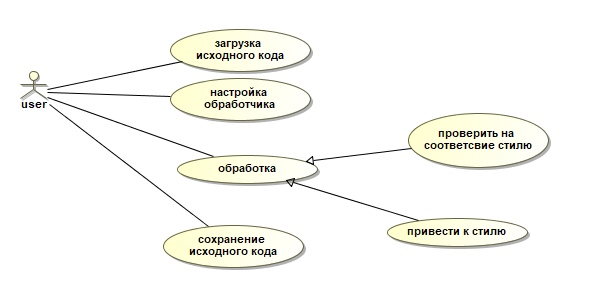 загрузка
исходного кода
user
настройка
обработчика
проверить на
соответсвие стилю
обработка
привести к стилю
сохранение
исходного кода